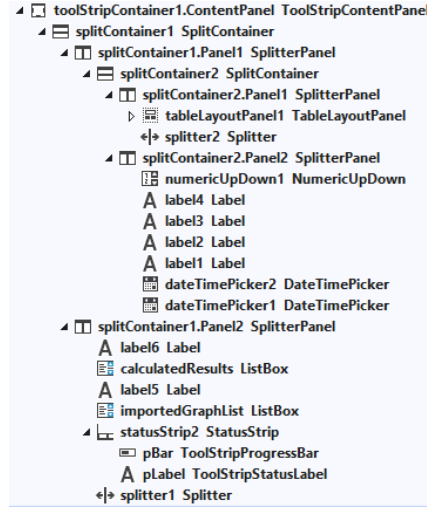 toolStripContainer1.ContentPanel ToolStripContentPanel
splitContainer1 SplitContainer
splitContainer1.Panel1 SplitterPanel
splitContainer2 SplitContainer
splitContainer2.Panel1 SplitterPanel
tableLayoutPanel1 TableLayoutPanel
splitter2 Splitter
splitContainer2.Panel2 SplitterPanel
numericUpDown1 NumericUpDown
label4 Label
label3 Label
label2 Label
label1 Label
dateTimePicker2 DateTimePicker
dateTimePicker1 DateTimePicker
splitContainer1.Panel2 SplitterPanel
label6 Label
calculatedResults ListBox
label5 Label
importedGraphList ListBox
statusStrip2 StatusStrip
pBar ToolStripProgressBar
pLabel ToolStripStatusLabel
splitter1 Splitter